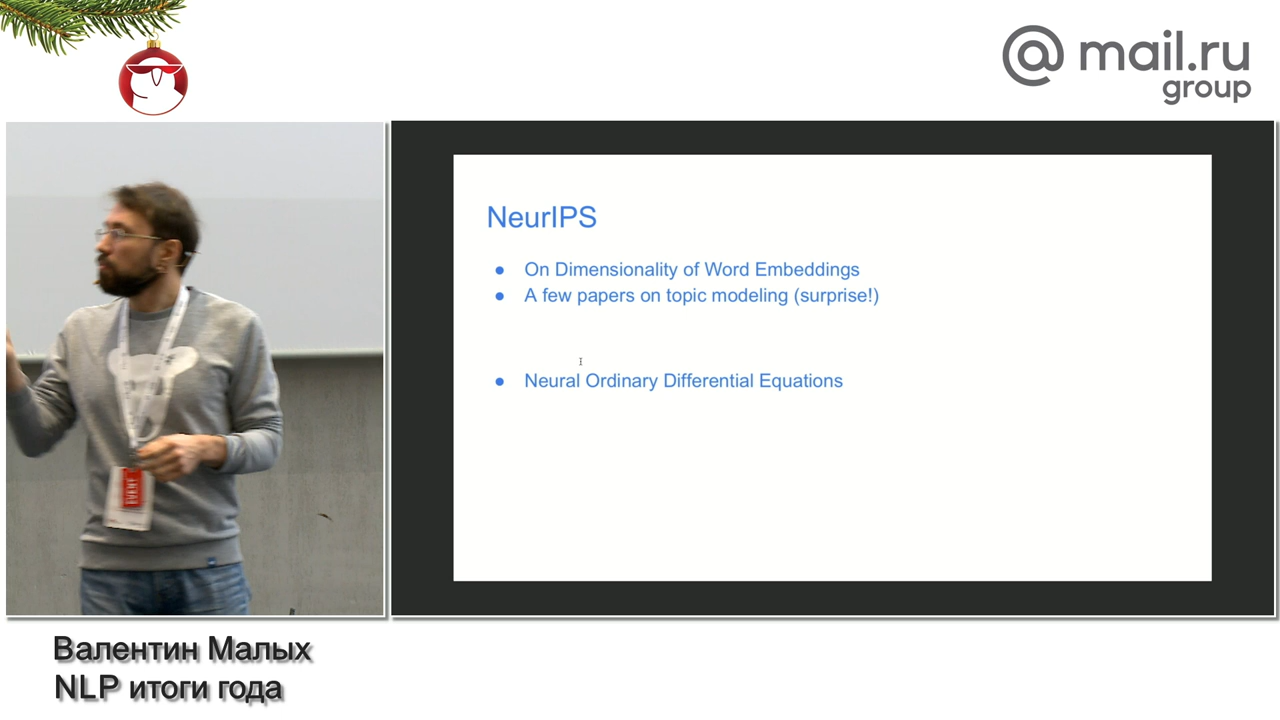 @mail.ru
group
NeurIPS
● On Dimensionality of Word Embeddings
● A few papers on topic modeling (surprise!)
● Neural Ordinary Differential Equations
EVENT
Валентин Малых
NLP итоги года